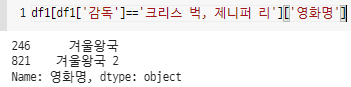 1 df1[df1['감독']=='크리스 벅, 제니퍼 리']['영화명']
246 겨울왕국
821 겨울왕국 2
Name: 영화명, dtype: object